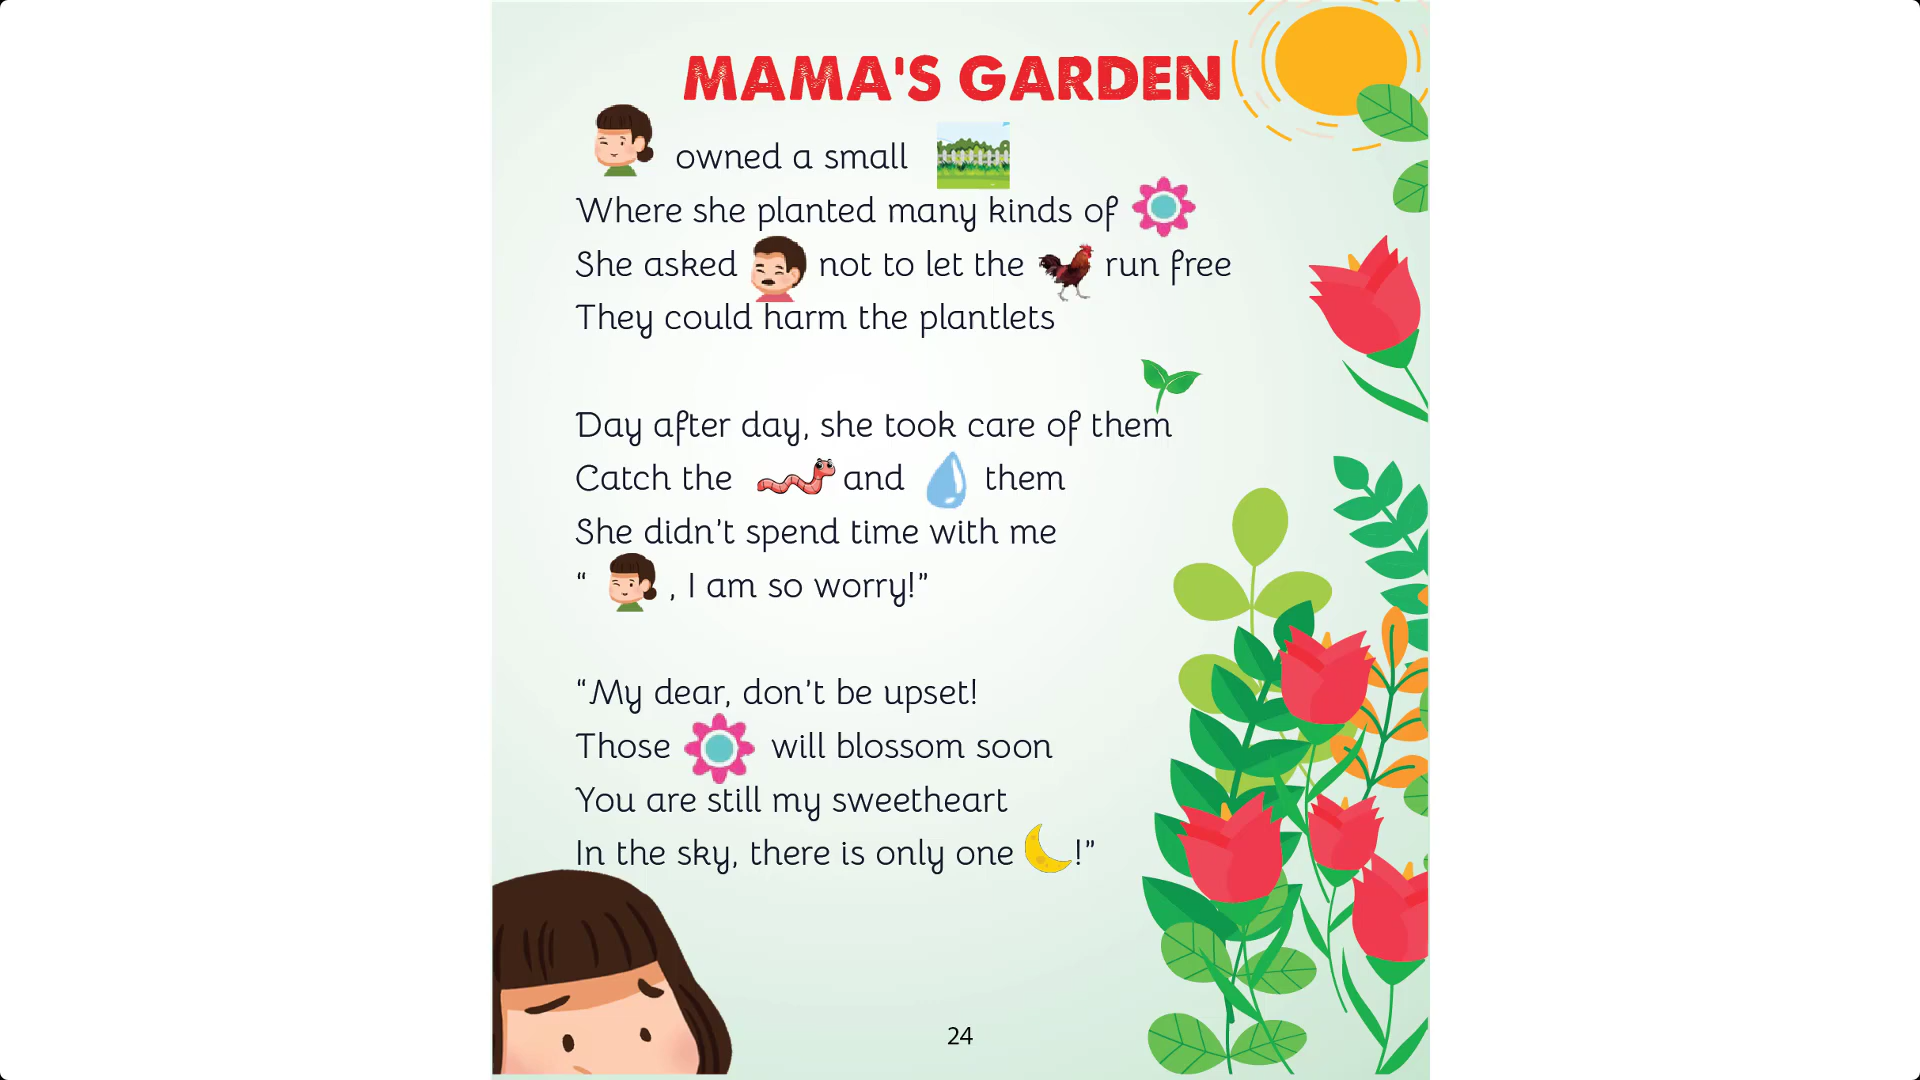 MAMA'S GARDEN
owned a small
Where she planted many kinds of
She asked not to let the run free
They could harm the plantlets
Day after day, she took care of them
Catch the and them
She didn't spend time with me
“ , I am so worry!”
“My dear, don't be upset!
Those will blossom soon
You are still my sweetheart
In the sky, there is only one !”
24